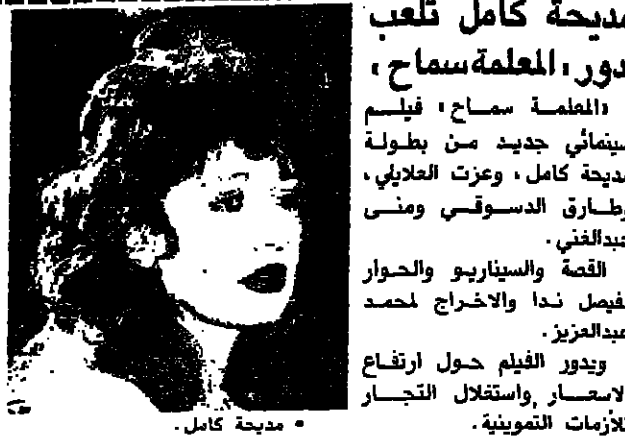 مديحة كامل تلعب
دور «المعلمة سماح»
«المعلمة سماح» فيلم
سينمائي جديد من بطولة
مديحة كامل، وعزت العلايلي،
وطارق الدسوقي ومنى
عبدالغني.
القصة والسيناريو والحوار
لفيصل ندا والاخراج لمحمد
عبدالعزيز.
ويدور الفيلم حول ارتفاع
الاسعار واستقلال التجار
للأزمات التموينية.
• مديحة كامل.